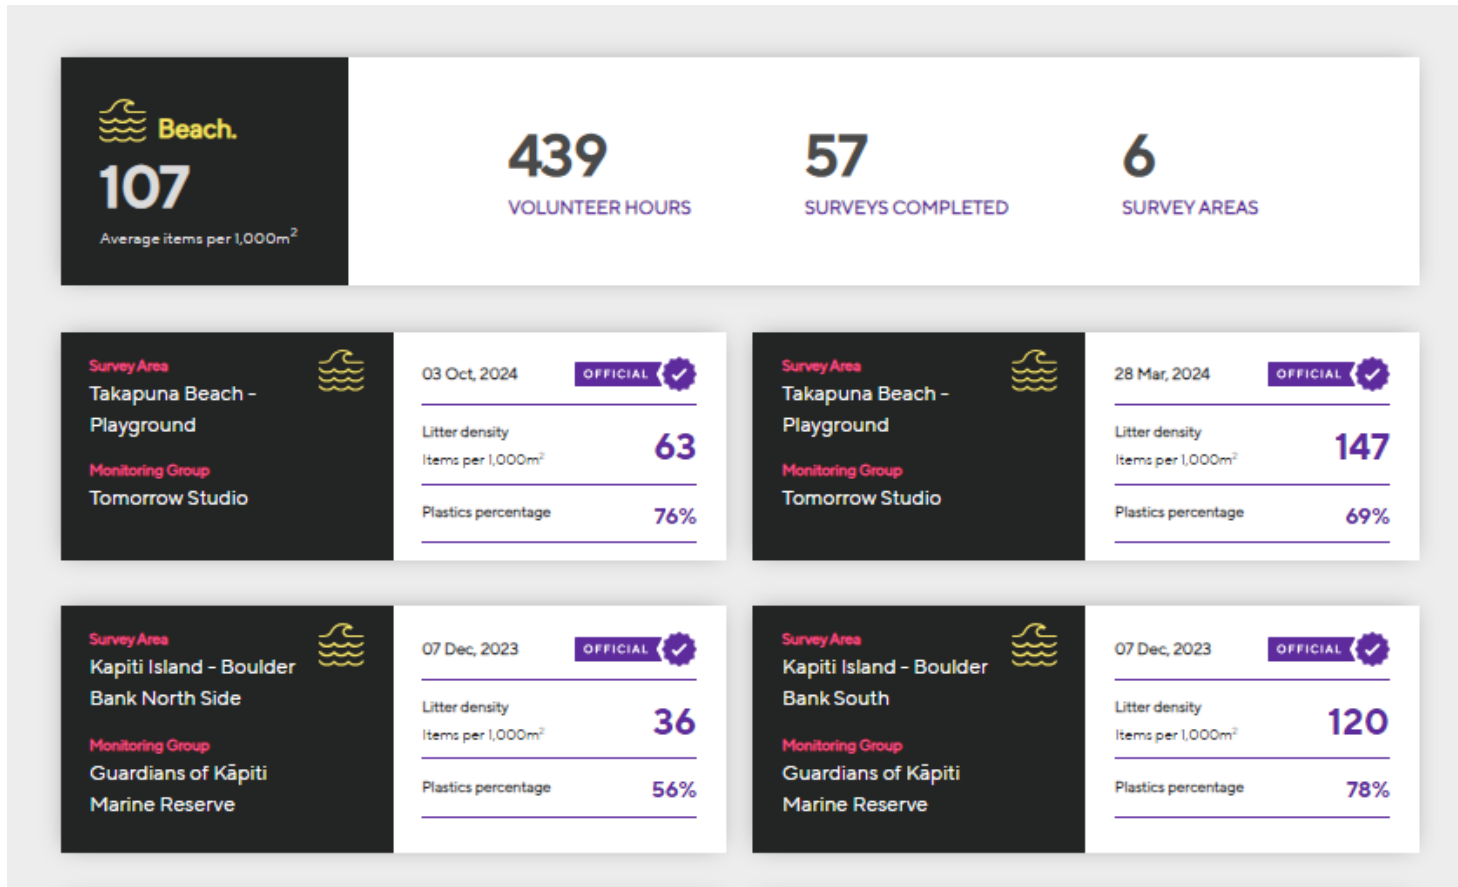 Beach.
107
Average items per 1,000m²
439
VOLUNTEER HOURS
57
SURVEYS COMPLETED
6
SURVEY AREAS
Survey Area
Takapuna Beach -
Playground
Monitoring Group
Tomorrow Studio
03 Oct, 2024
OFFICIAL
Litter density
Items per 1,000m²
63
Plastics percentage
76%
Survey Area
Takapuna Beach -
Playground
Monitoring Group
Tomorrow Studio
28 Mar, 2024
OFFICIAL
Litter density
Items per 1,000m²
147
Plastics percentage
69%
Survey Area
Kapiti Island - Boulder
Bank North Side
Monitoring Group
Guardians of Kāpiti
Marine Reserve
07 Dec, 2023
OFFICIAL
Litter density
Items per 1,000m²
36
Plastics percentage
56%
Survey Area
Kapiti Island - Boulder
Bank South
Monitoring Group
Guardians of Kāpiti
Marine Reserve
07 Dec, 2023
OFFICIAL
Litter density
Items per 1,000m²
120
Plastics percentage
78%